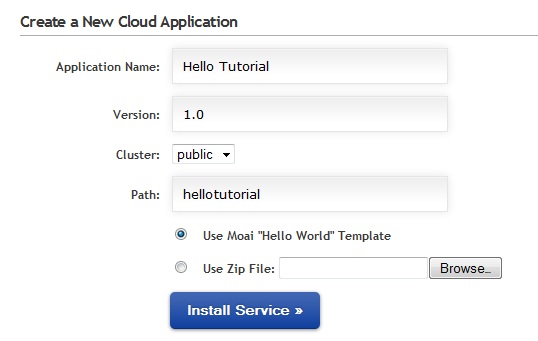 Create a New Cloud Application
Application Name: Hello Tutorial
Version: 1.0
Cluster: public
Path: hellotutorial
Use Moai "Hello World" Template
Use Zip File: Browse...
Install Service »